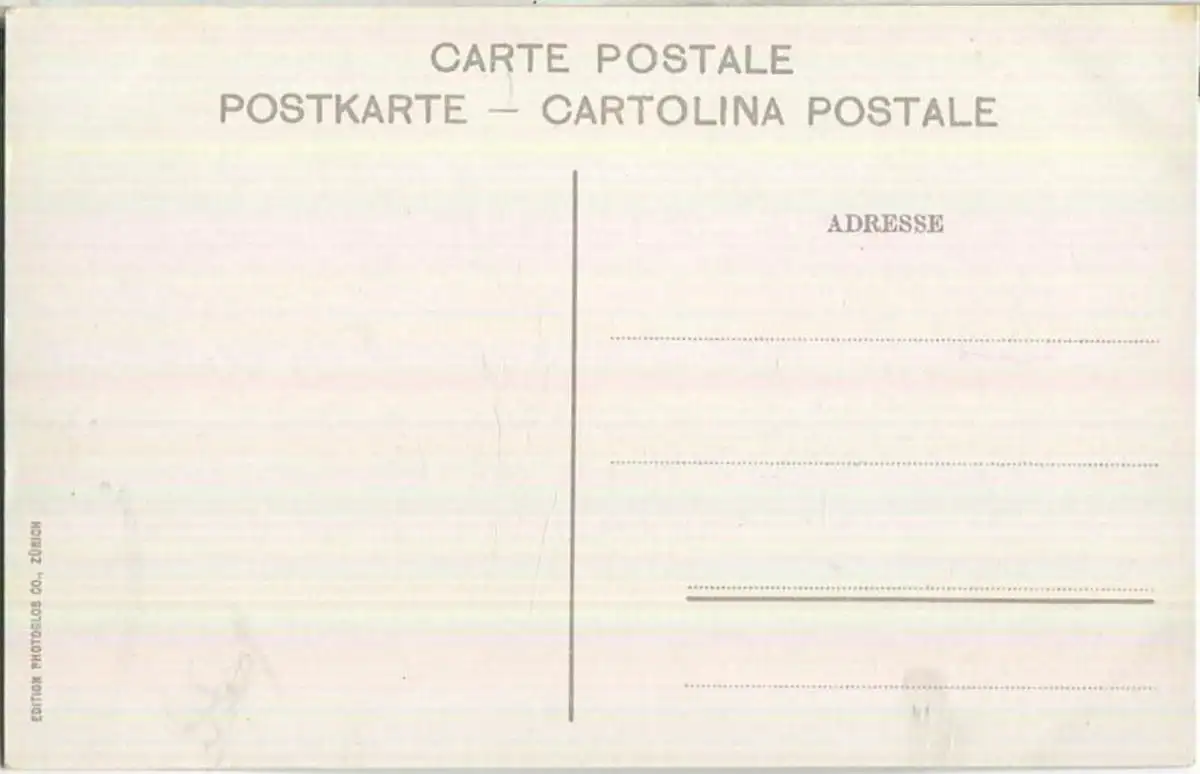 CARTE POSTALE
POSTKARTE — CARTOLINA POSTALE
ADRESSE
EDITION PHOTOGLOB CO., ZÜRICH